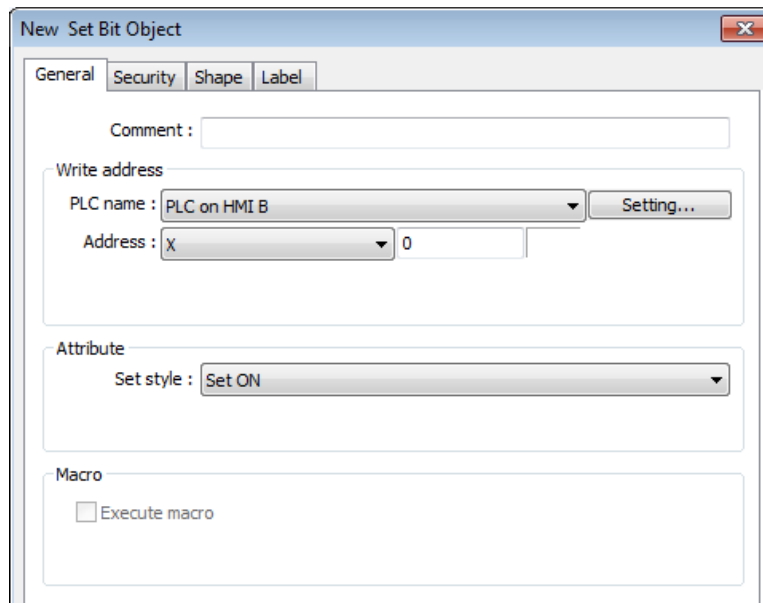 New Set Bit Object
General Security Shape Label
Comment :
Write address
PLC name : PLC on HMI B Setting...
Address : X 0
Attribute
Set style : Set ON
Macro
Execute macro